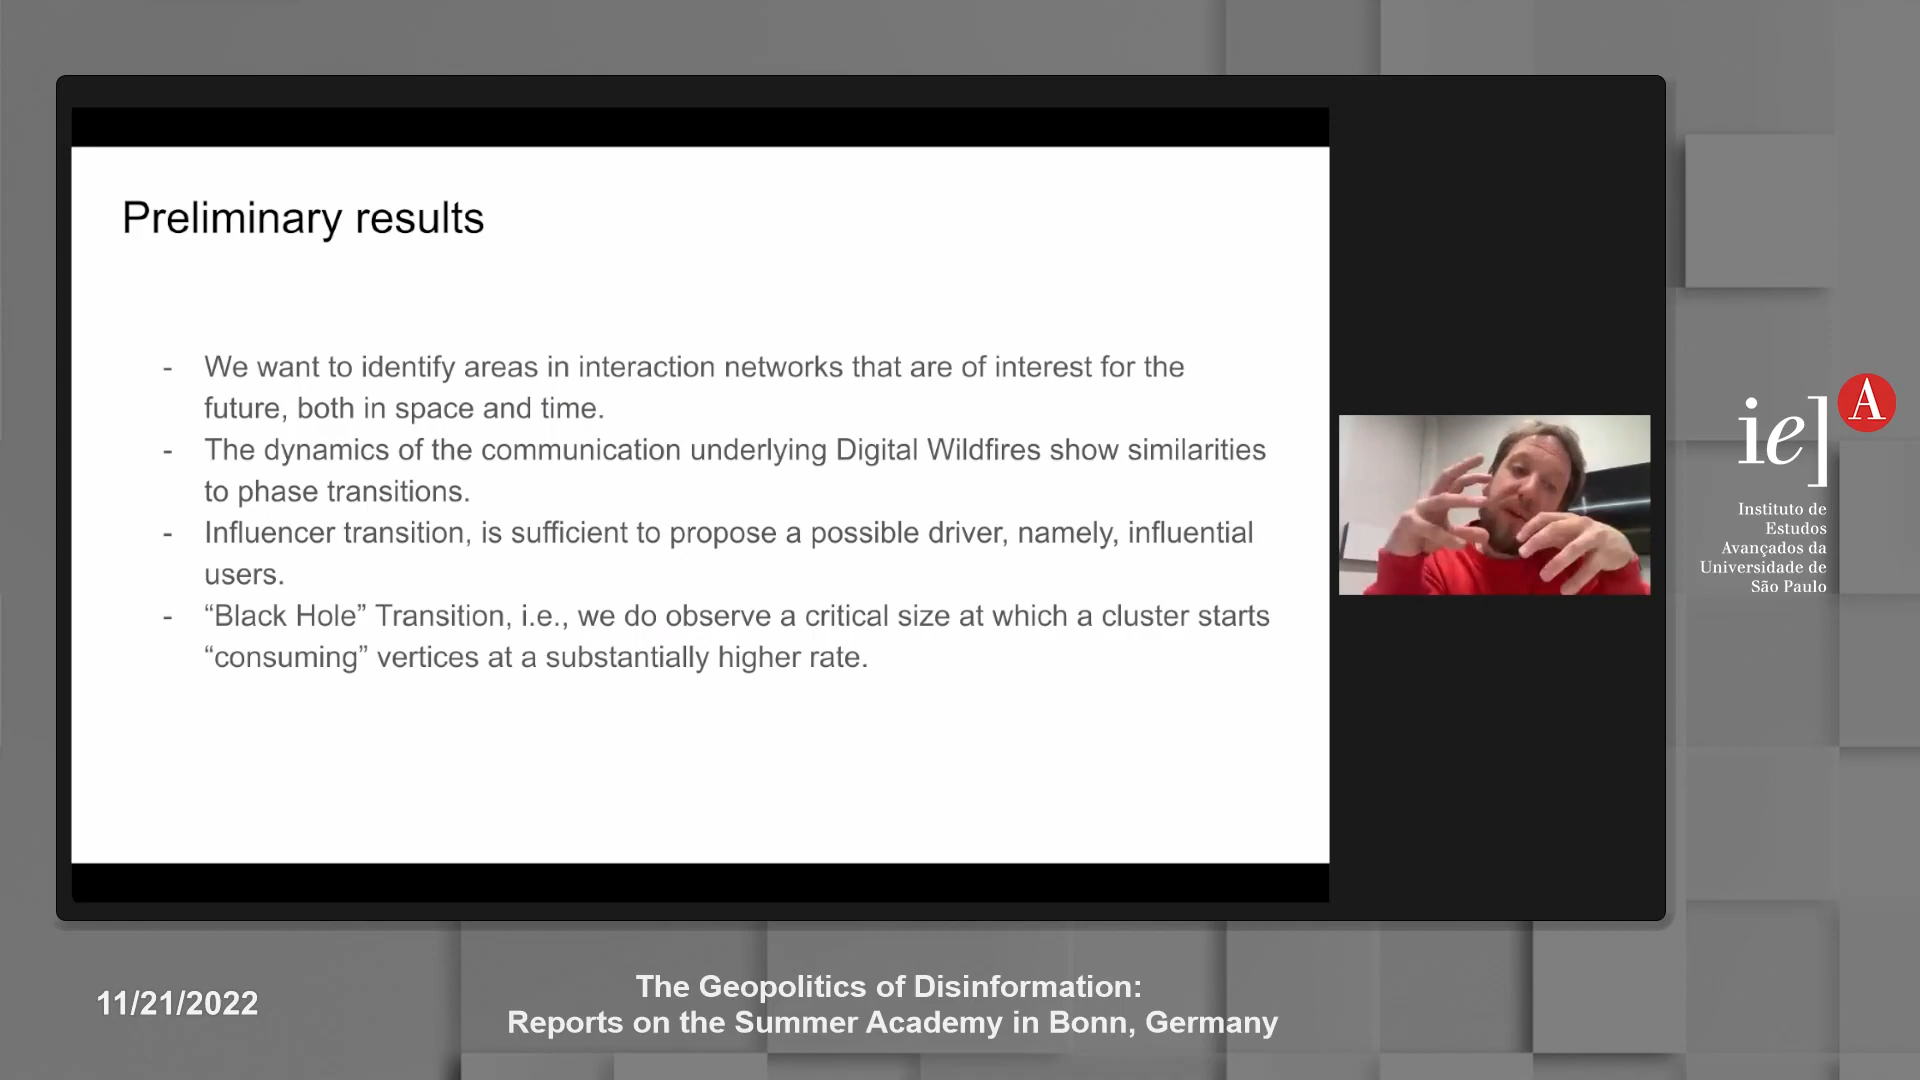 Preliminary results
- We want to identify areas in interaction networks that are of interest for the
future, both in space and time.
- The dynamics of the communication underlying Digital Wildfires show similarities
to phase transitions.
- Influencer transition, is sufficient to propose a possible driver, namely, influential
users.
- “Black Hole” Transition, i.e., we do observe a critical size at which a cluster starts
“consuming” vertices at a substantially higher rate.
ie] A
Instituto de
Estudos
Avançados da
Universidade de
São Paulo
11/21/2022
The Geopolitics of Disinformation:
Reports on the Summer Academy in Bonn, Germany